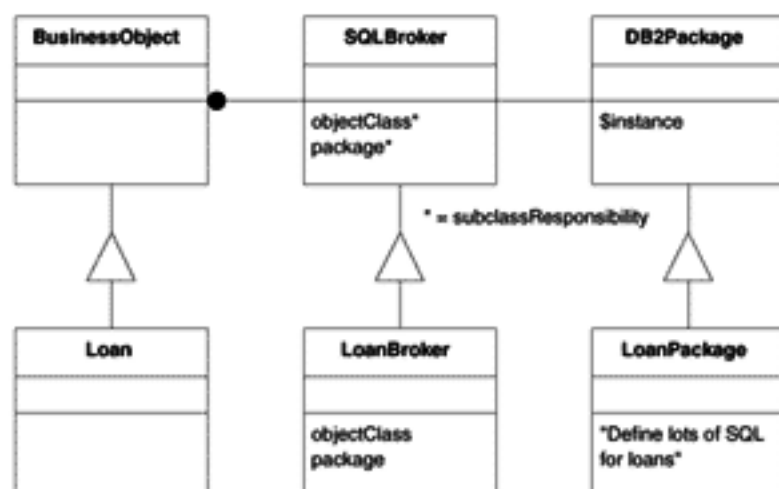 BusinessObject
SQLBroker
DB2Package
objectClass*
package*
$instance
* = subclassResponsibility
Loan
LoanBroker
LoanPackage
objectClass
package
"Define lots of SQL
for loans"